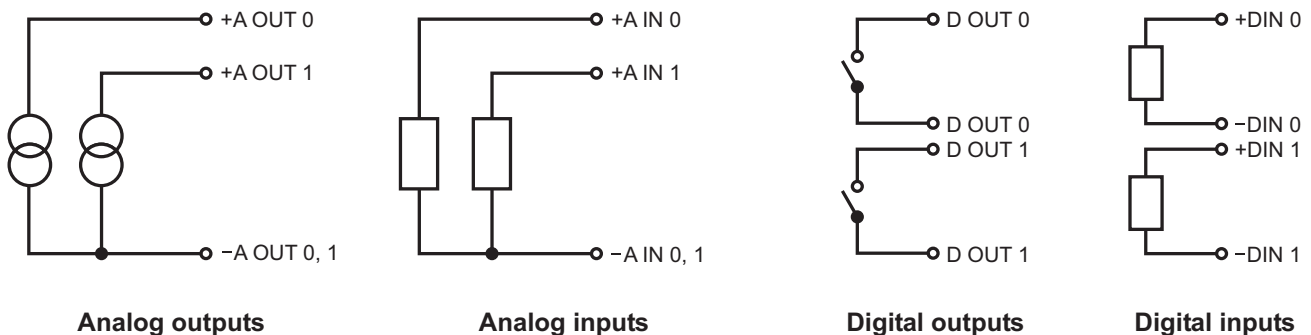 +A OUT 0
+A OUT 1
−A OUT 0, 1
Analog outputs
+A IN 0
+A IN 1
−A IN 0, 1
Analog inputs
D OUT 0
D OUT 0
D OUT 1
D OUT 1
Digital outputs
+DIN 0
−DIN 0
+DIN 1
−DIN 1
Digital inputs